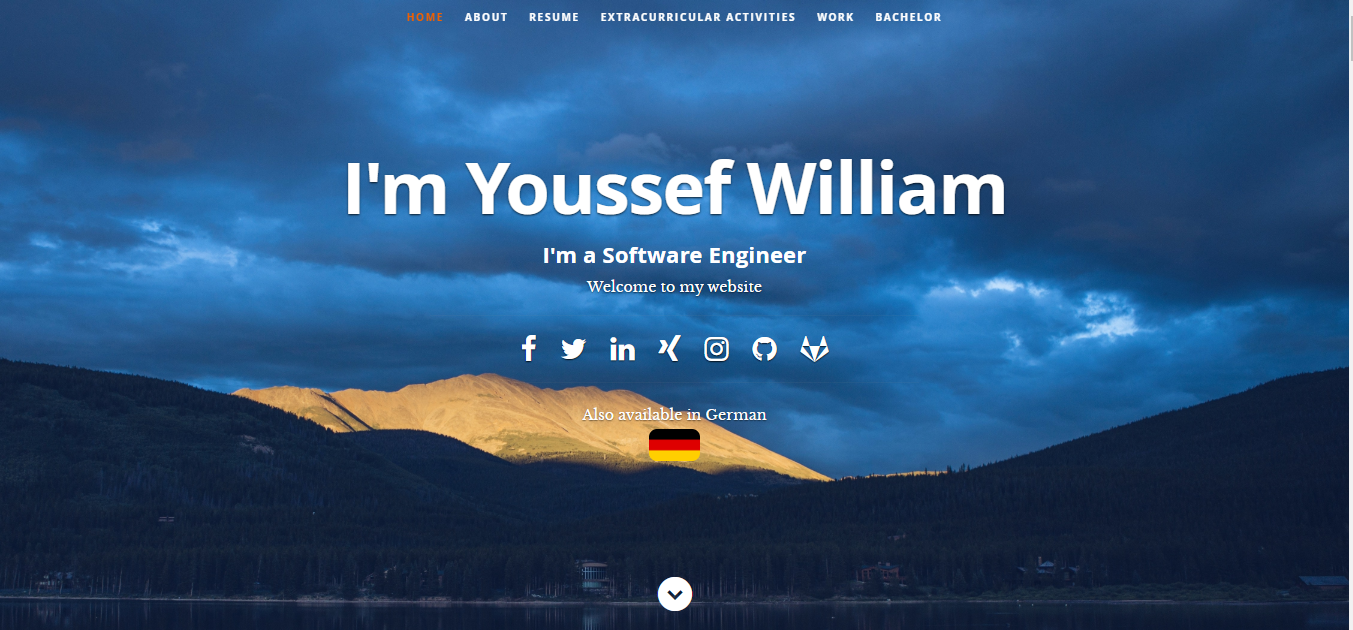 HOME ABOUT RESUME EXTRACURRICULAR ACTIVITIES WORK BACHELOR
I'm Youssef William
I'm a Software Engineer
Welcome to my website
Also available in German